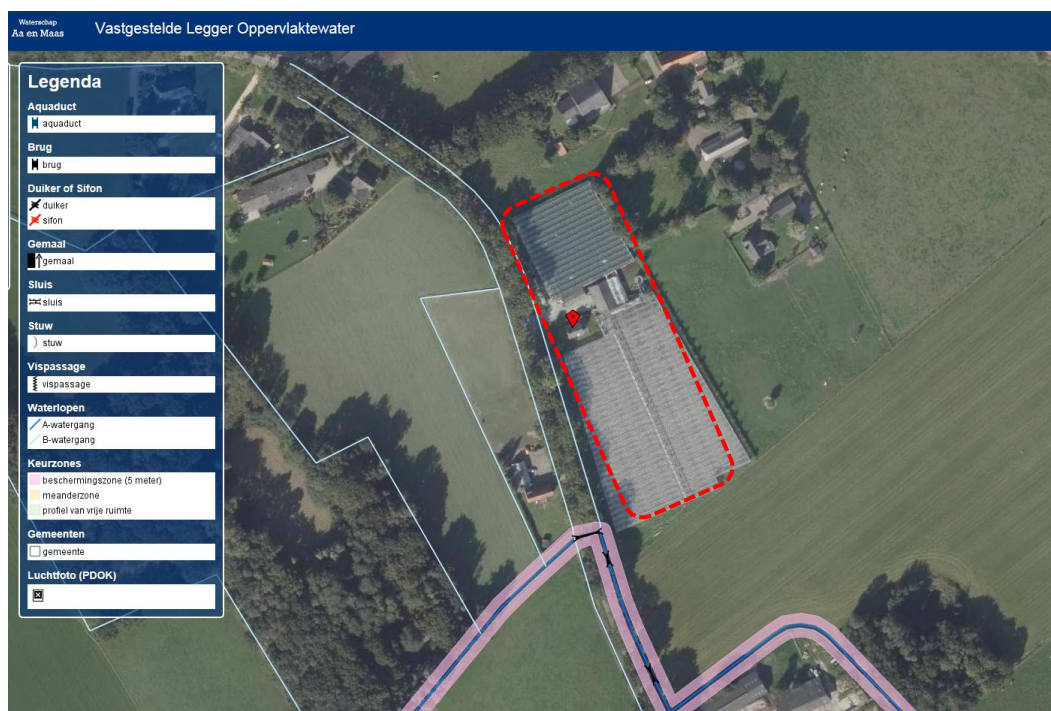 Waterschap
Aa en Maas
Vastgestelde Legger Oppervlaktewater
Legenda
Aquaduct
aquaduct
Brug
brug
Duiker of Sifon
duiker
sifon
Gemaal
gemaal
Sluis
sluis
Stuw
stuw
Vispassage
vispassage
Waterlopen
A-watergang
B-watergang
Keurzones
beschermingszone (5 meter)
meanderzone
profiel van vrije ruimte
Gemeenten
gemeente
Luchtfoto (PDOK)